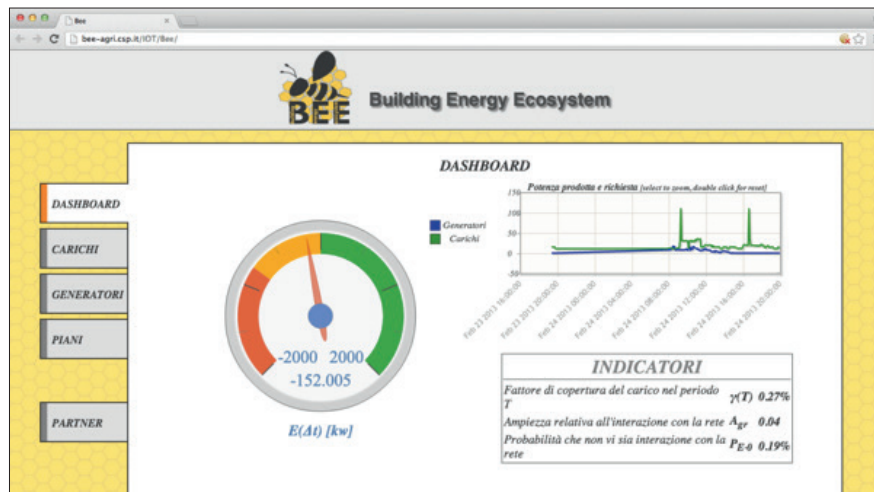 Bee
bee-agri.csp.it/IOT/Bee/
BEE
Building Energy Ecosystem
DASHBOARD
DASHBOARD
CARICHI
GENERATORI
PIANI
PARTNER
-2000 2000
-152.005
E(Δt) [kw]
Generatori
Carichi
Potenza prodotta e richiesta [select to zoom, double click for reset]
150
100
50
0
-50
Feb 23 2013 16:00:00
Feb 23 2013 20:00:00
Feb 24 2013 00:00:00
Feb 24 2013 04:00:00
Feb 24 2013 08:00:00
Feb 24 2013 12:00:00
Feb 24 2013 16:00:00
Feb 24 2013 20:00:00
INDICATORI
Fattore di copertura del carico nel periodo
T γ(T) 0.27%
Ampiezza relativa all'interazione con la rete Agr 0.04
Probabilità che non vi sia interazione con la
rete PE-0 0.19%